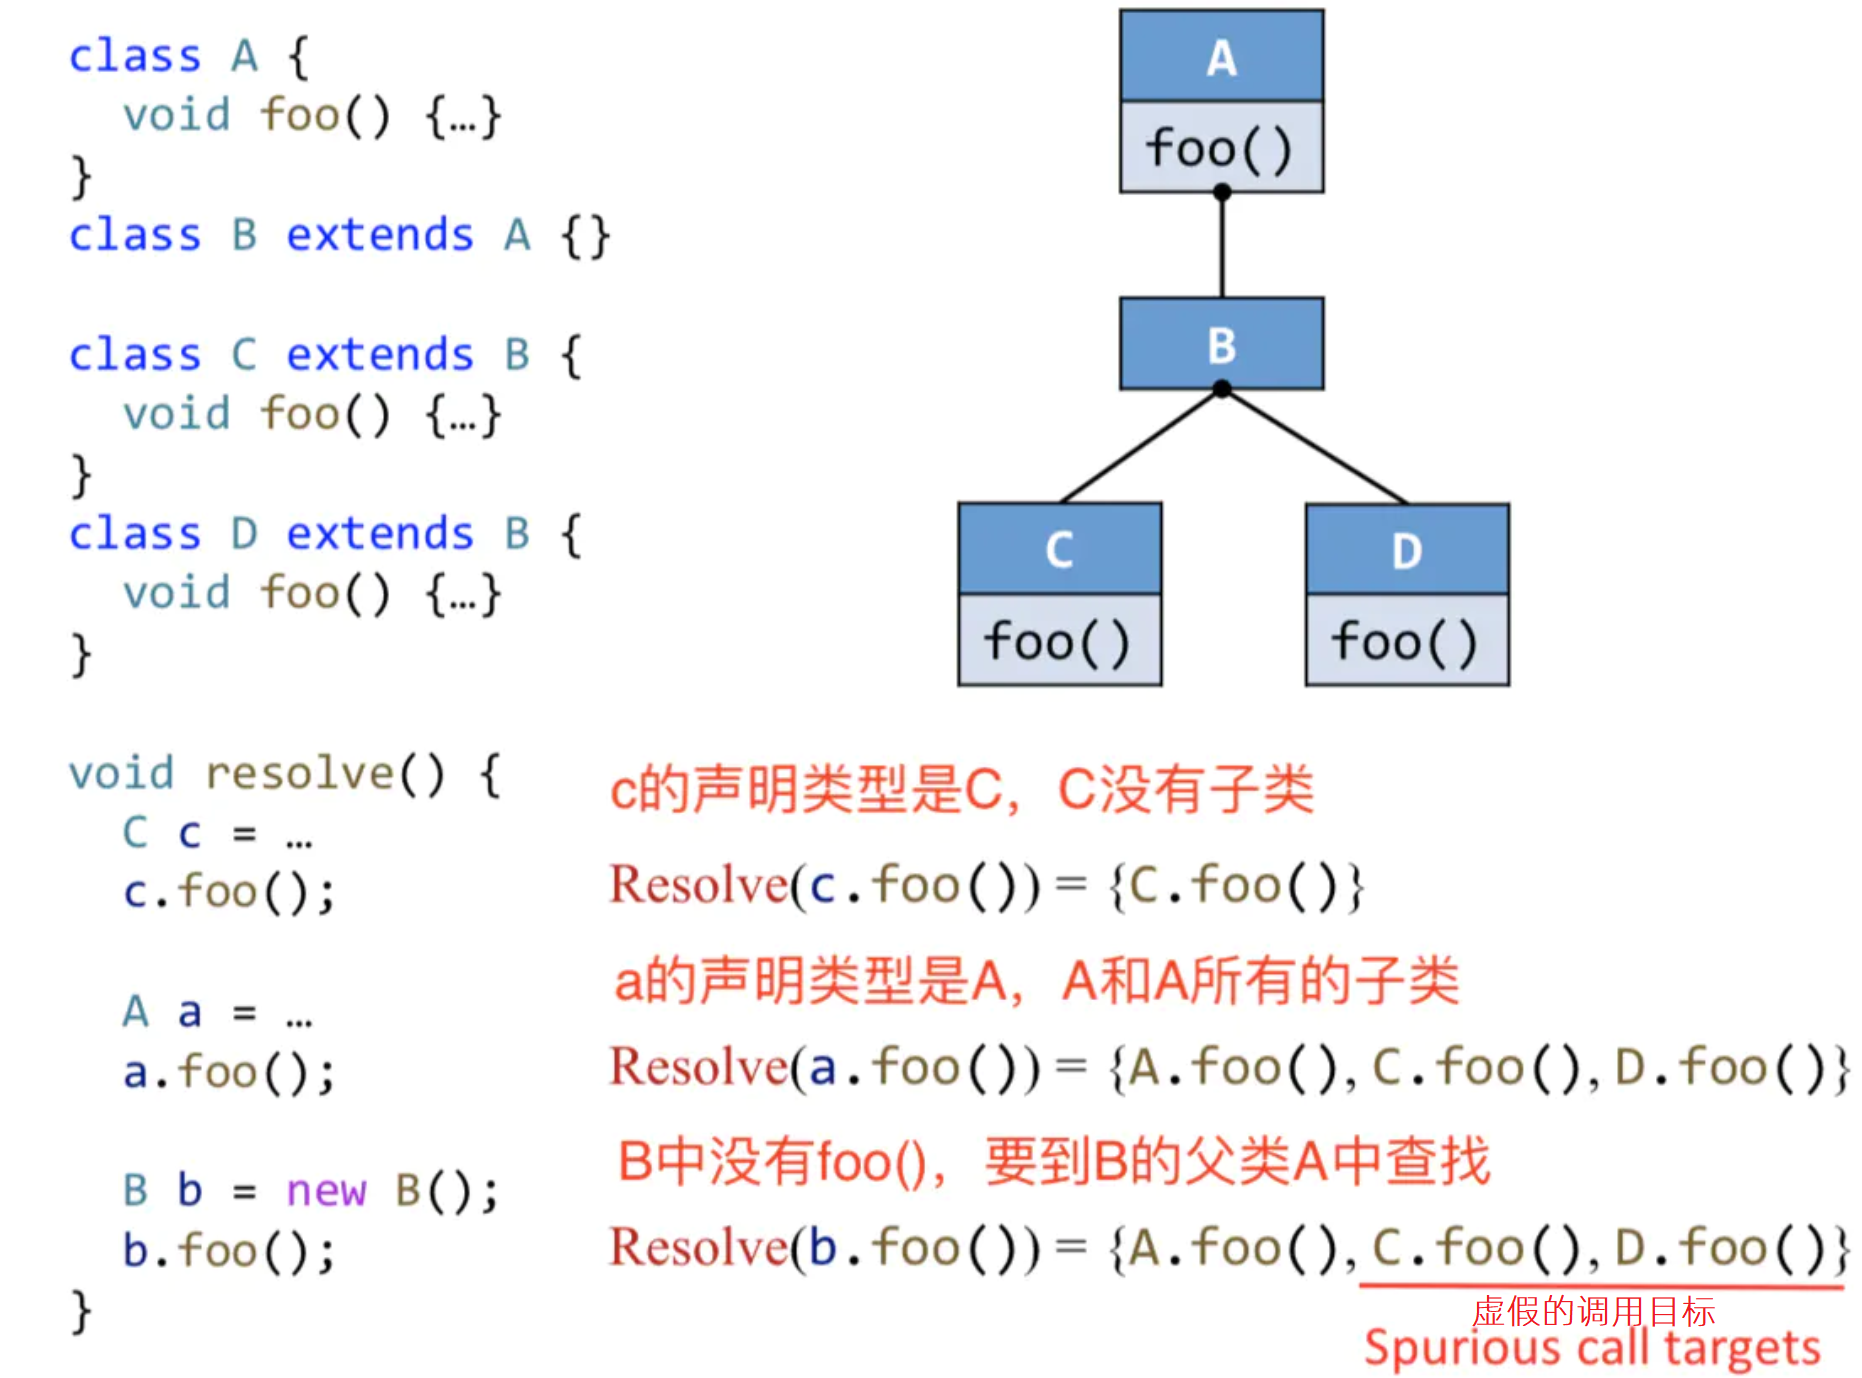 class A {
void foo() {…}
}
class B extends A {}
class C extends B {
void foo() {…}
}
class D extends B {
void foo() {…}
}
A
foo()
B
C
foo()
D
foo()
void resolve() {
C c = …
c.foo();
A a = …
a.foo();
B b = new B();
b.foo();
}
c的声明类型是C，C没有子类
Resolve(c.foo()) = {C.foo()}
a的声明类型是A，A和A所有的子类
Resolve(a.foo()) = {A.foo(), C.foo(), D.foo()}
B中没有foo()，要到B的父类A中查找
Resolve(b.foo()) = {A.foo(), C.foo(), D.foo()}
虚假的调用目标
Spurious call targets